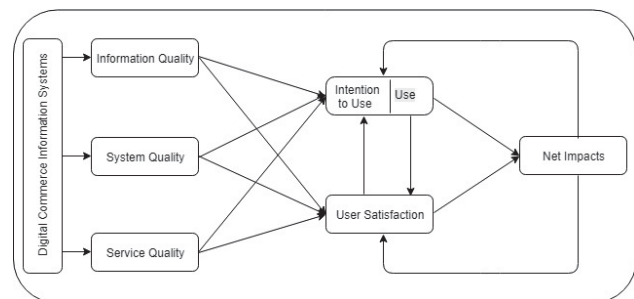 Digital Commerce Information Systems
Information Quality
System Quality
Service Quality
Intention
to Use
Use
User Satisfaction
Net Impacts